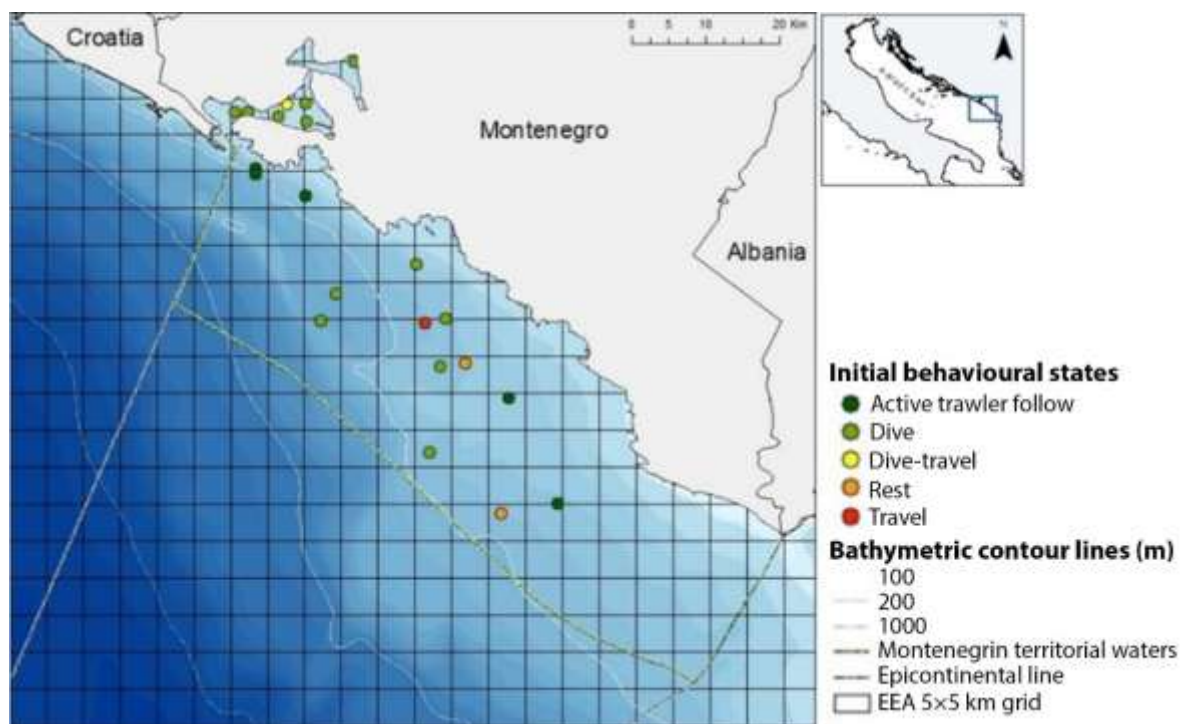 Croatia
0 5 10 20 Km
Montenegro
Albania
N
Initial behavioural states
Active trawler follow
Dive
Dive-travel
Rest
Travel
Bathymetric contour lines (m)
100
200
1000
Montenegrin territorial waters
Epicontinental line
EEA 5×5 km grid